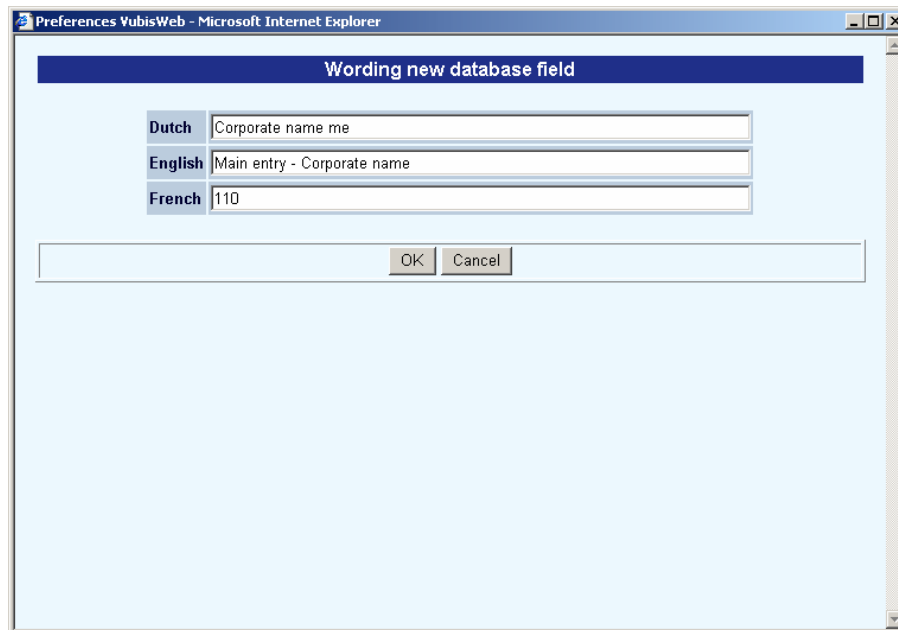 Preferences VubisWeb - Microsoft Internet Explorer
Wording new database field
Dutch Corporate name me
English Main entry - Corporate name
French 110
OK Cancel